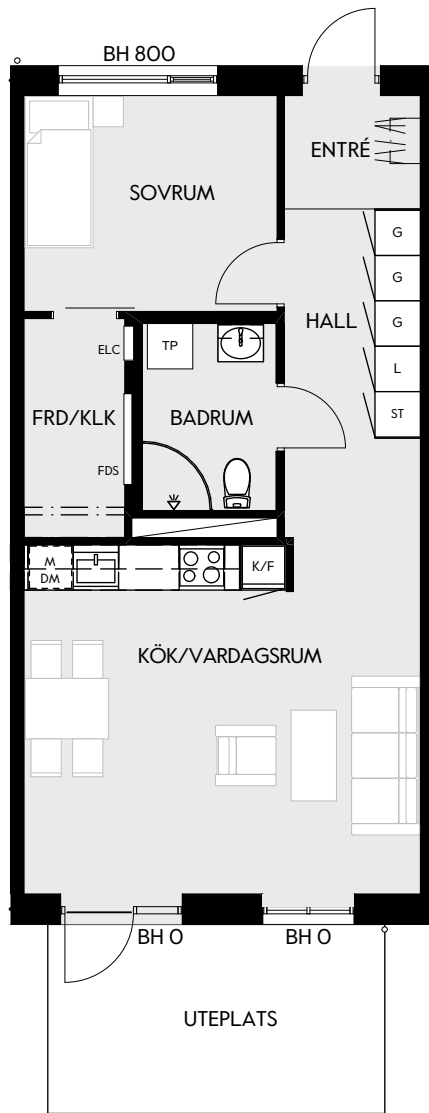 BH 800
ENTRÉ
SOVRUM
G
G
HALL
G
ELC
TP
L
FRD/KLK
BADRUM
ST
FDS
M
DM
K/F
KÖK/VARDAGSRUM
BH 0
BH 0
UTEPLATS